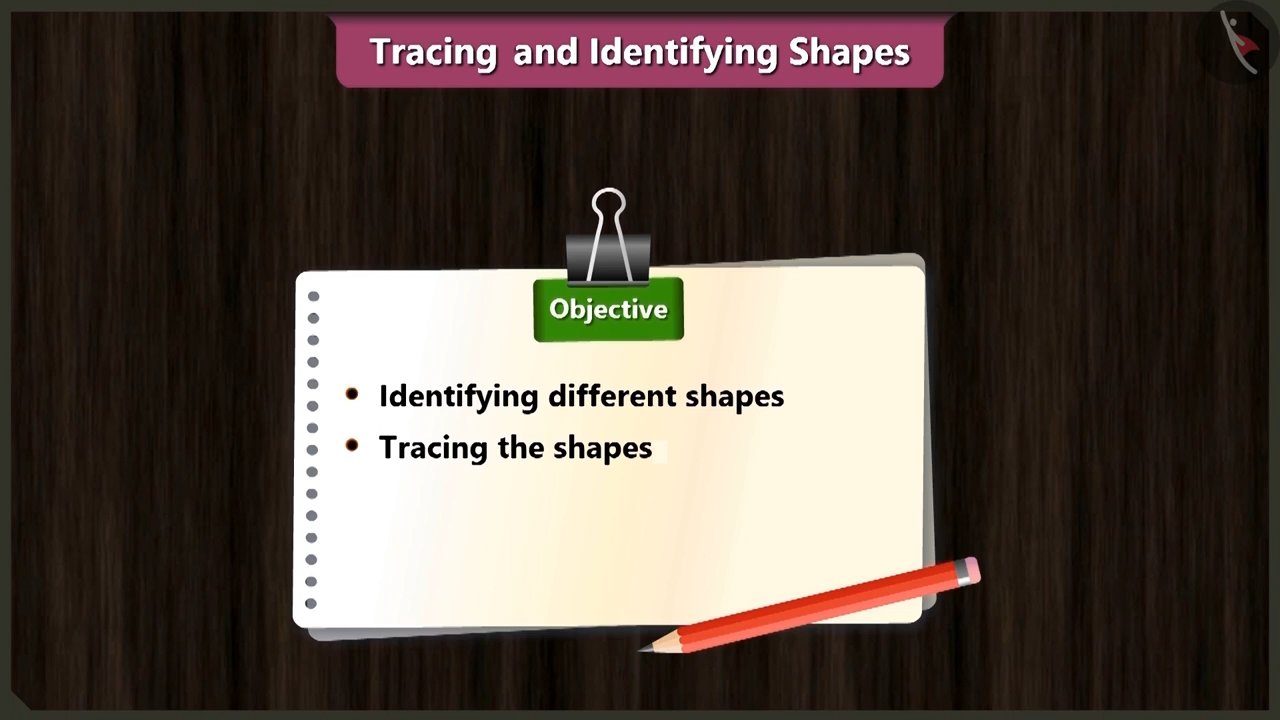 Tracing and Identifying Shapes
Objective
Identifying different shapes
Tracing the shapes